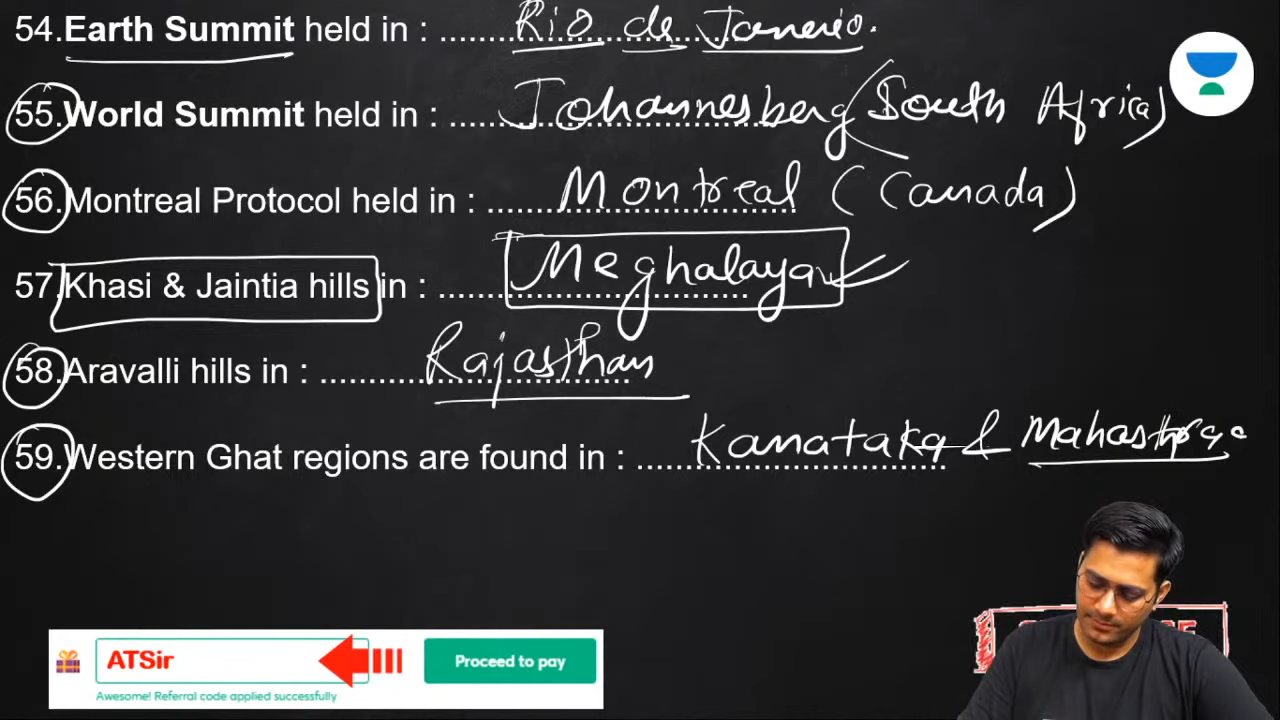 54.Earth Summit held in : ........Rio de Janerio.
55.World Summit held in : ........Johannesberg (South Africa)
56.Montreal Protocol held in : ........Montreal (Canada)
57.Khasi & Jaintia hills in : ........Meghalaya
58.Aravalli hills in : ........Rajasthan
59.Western Ghat regions are found in : ........Kanataka &
ATSir
Proceed to pay
Awesome! Referral code applied successfully